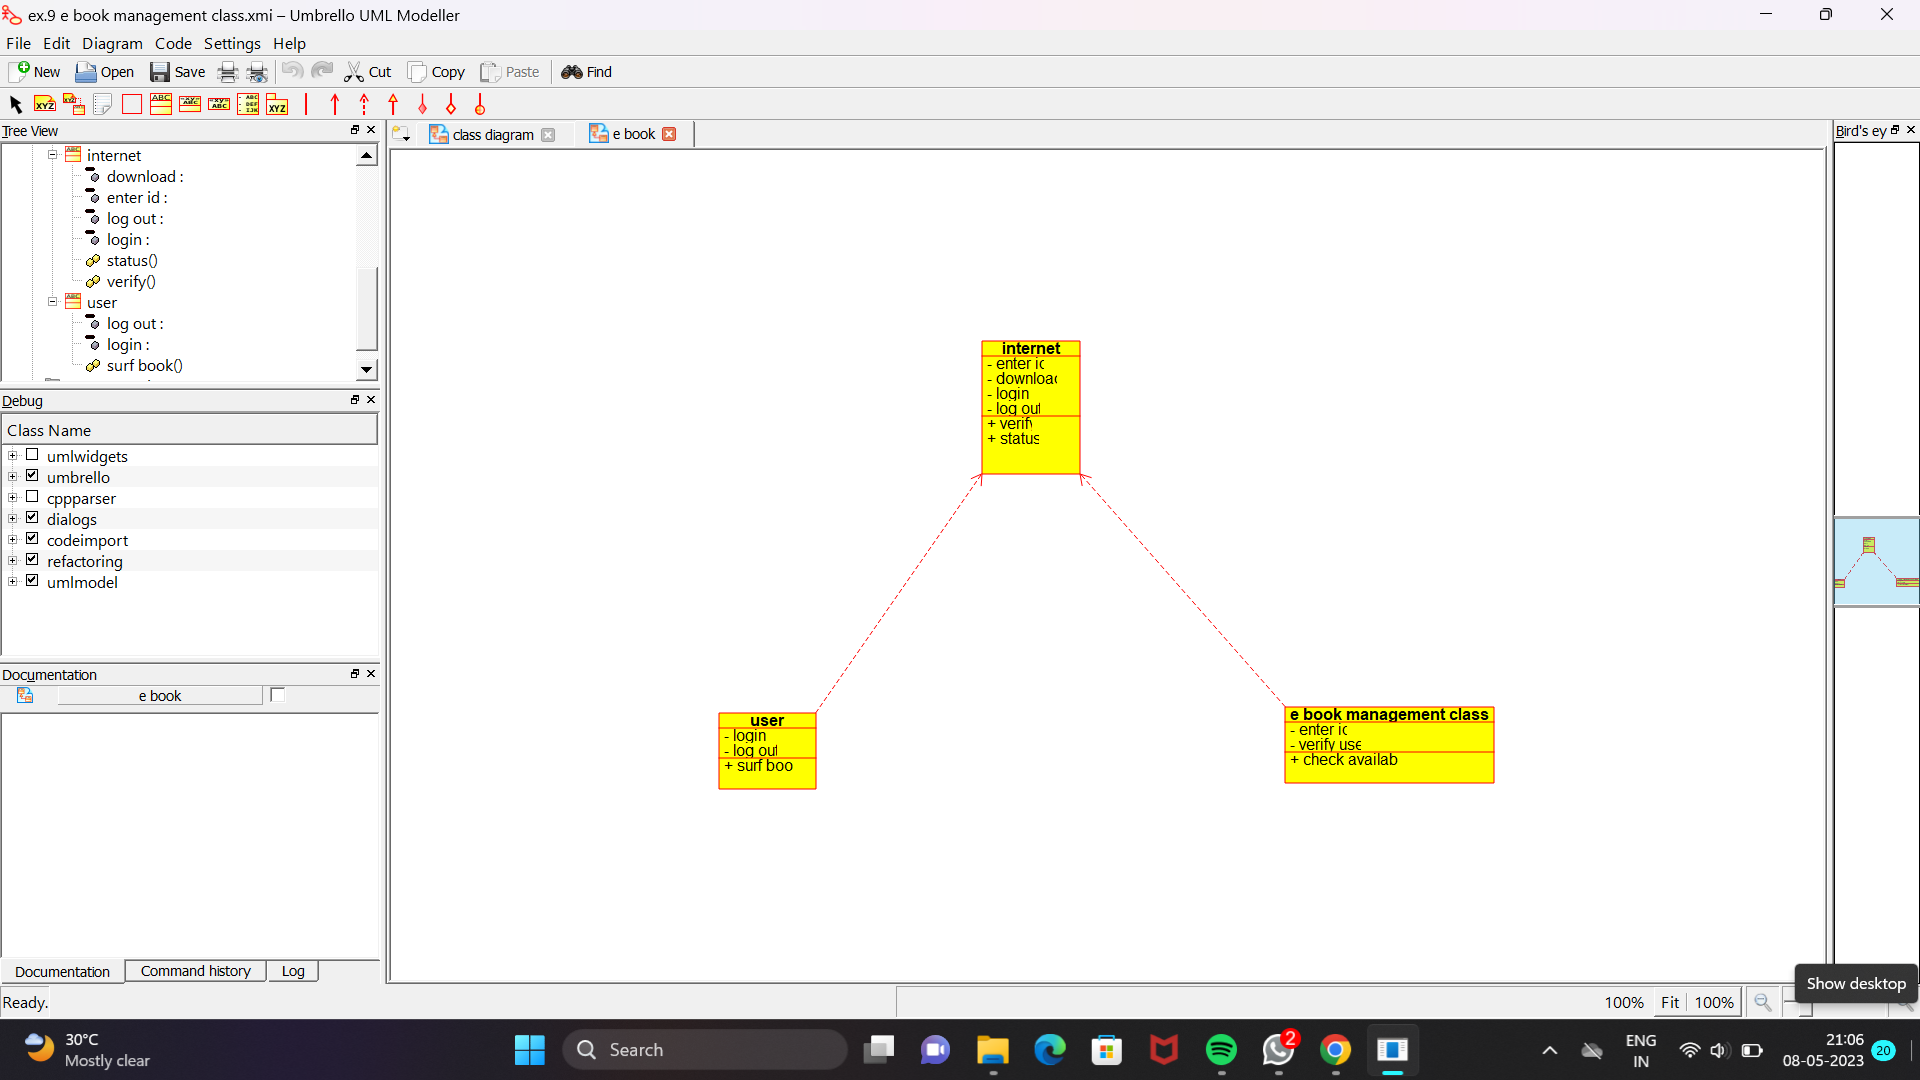 ex.9 e book management class.xmi – Umbrello UML Modeller
File Edit Diagram Code Settings Help
New Open Save Cut Copy Paste Find
Tree View
class diagram
e book
Bird's ey
internet
download :
enter id :
log out :
login :
status()
verify()
user
log out :
login :
surf book()
Debug
Class Name
umlwidgets
umbrello
cppparser
dialogs
codeimport
refactoring
umlmodel
Documentation
e book
internet
- enter ic
- downloac
- login
- log out
+ verify
+ status
user
- login
- log out
+ surf boo
e book management class
- enter ic
- verify use
+ check availab
Documentation Command history Log
Show desktop
Ready.
100% Fit 100%
30°C
Mostly clear
Search
2
ENG
IN
21:06
08-05-2023
20